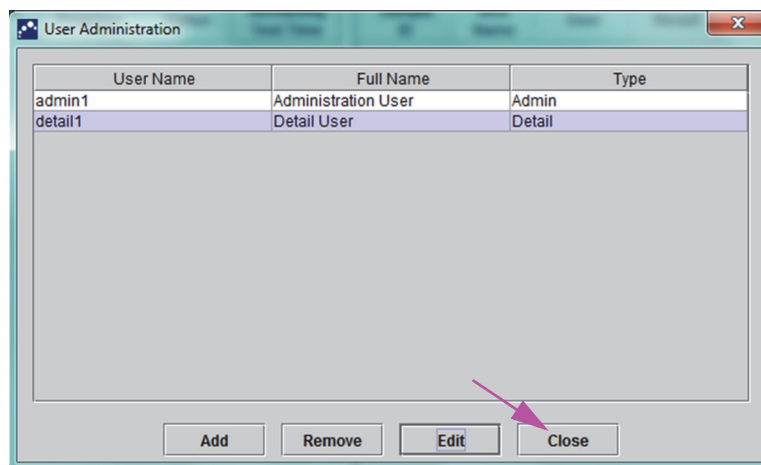 User Administration
User Name Full Name Type
admin1 Administration User Admin
detail1 Detail User Detail
Add Remove Edit Close